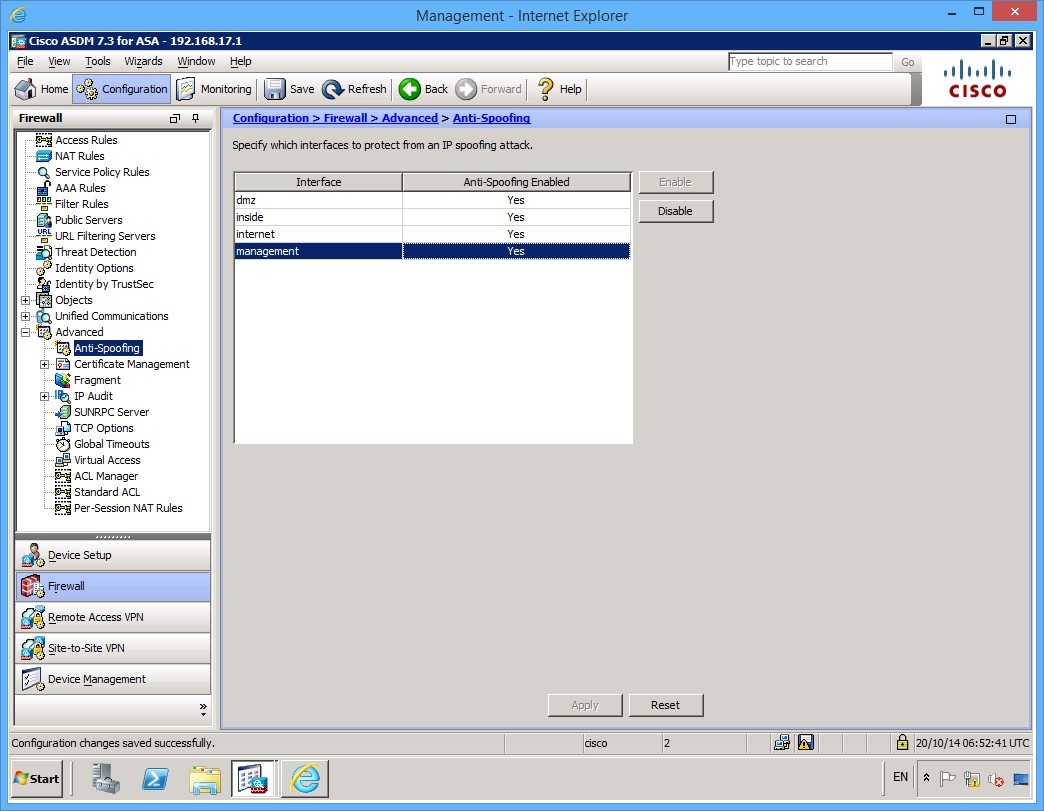 Management - Internet Explorer
Cisco ASDM 7.3 for ASA - 192.168.17.1
File View Tools Wizards Window Help
Type topic to search Go
Home Configuration Monitoring Save Refresh Back Forward Help
CISCO
Firewall
Configuration > Firewall > Advanced > Anti-Spoofing
Access Rules
NAT Rules
Service Policy Rules
AAA Rules
Filter Rules
Public Servers
URL URL Filtering Servers
Threat Detection
Identity Options
Identity by TrustSec
Objects
Unified Communications
Advanced
Anti-Spoofing
Certificate Management
Fragment
IP Audit
SUNRPC Server
TCP Options
Global Timeouts
Virtual Access
ACL Manager
Standard ACL
Per-Session NAT Rules
Device Setup
Firewall
Remote Access VPN
Site-to-Site VPN
Device Management
Specify which interfaces to protect from an IP spoofing attack.
Interface Anti-Spoofing Enabled
dmz Yes
inside Yes
internet Yes
management Yes
Enable
Disable
Apply Reset
Configuration changes saved successfully. cisco 2 20/10/14 06:52:41 UTC
Start EN